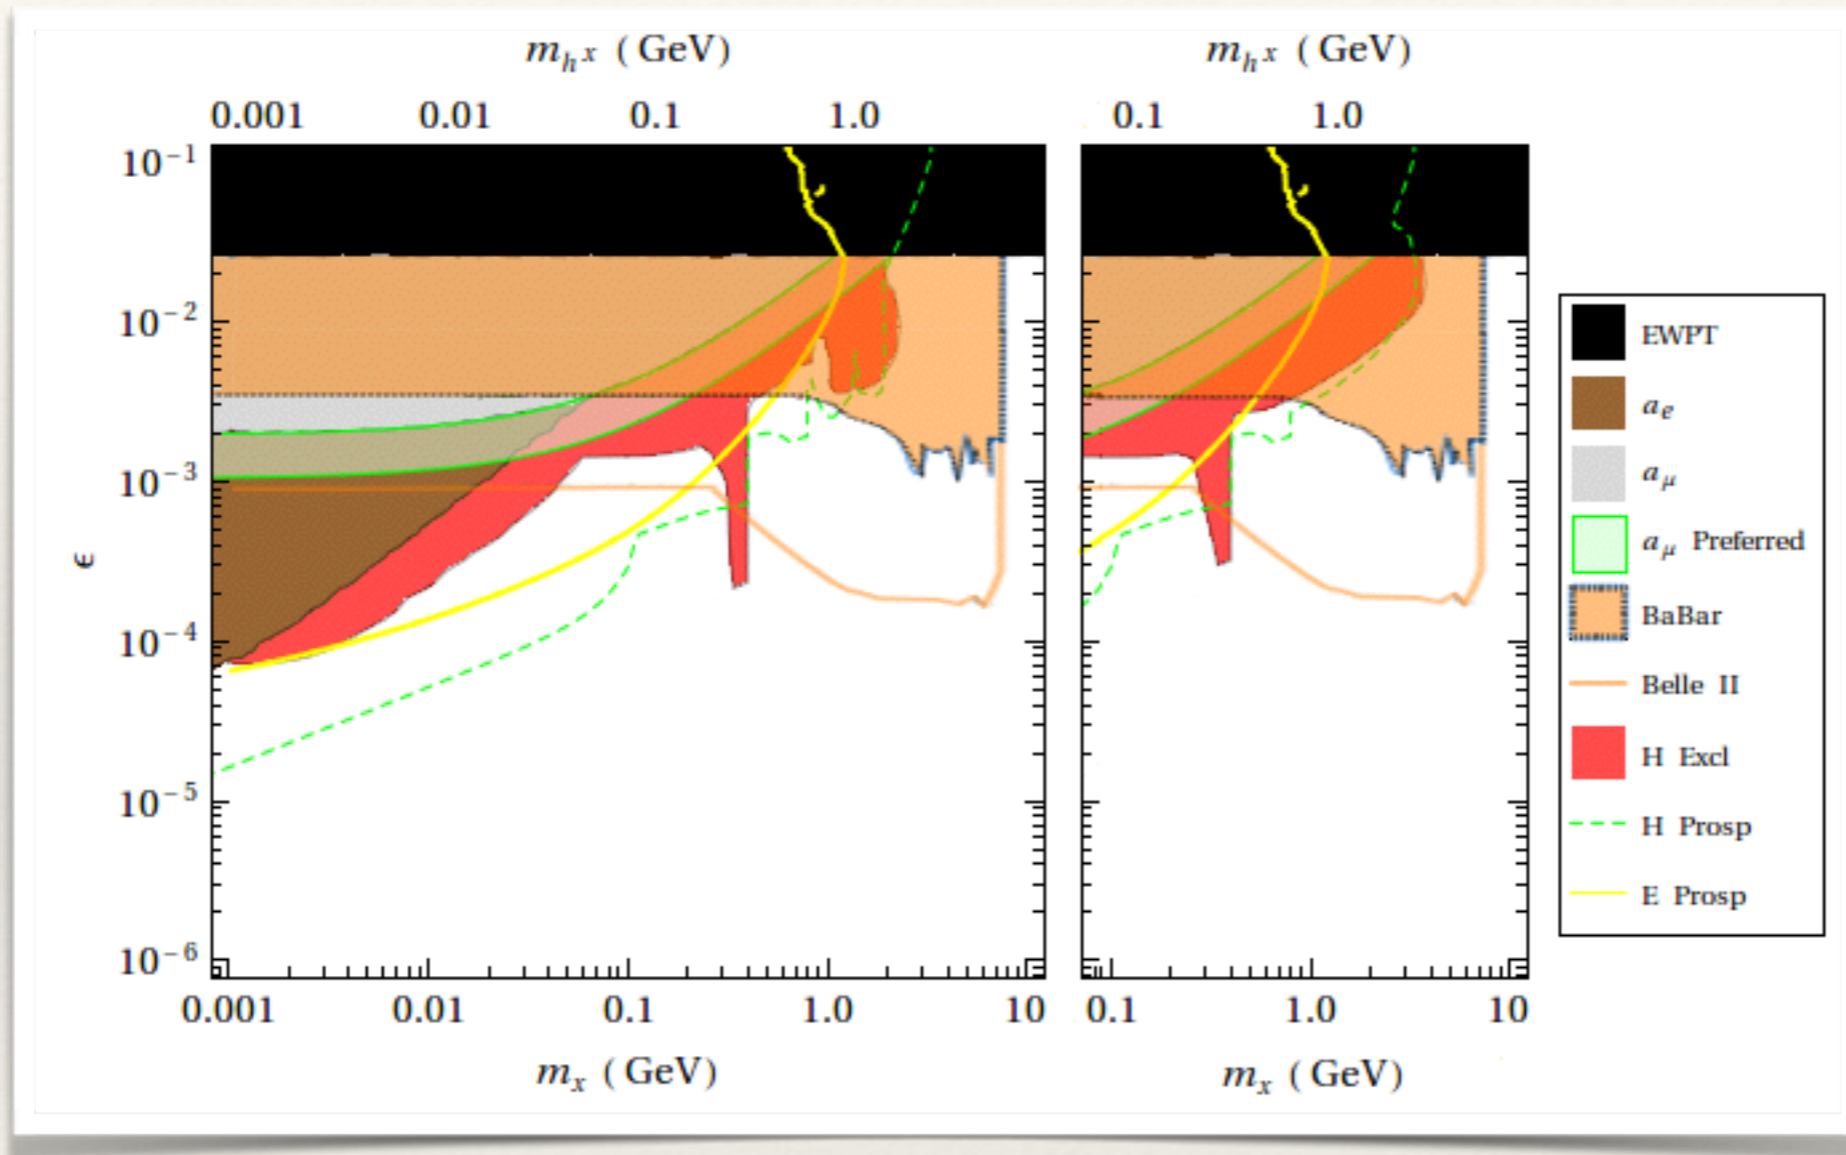 m_h^x ( GeV)
m_h^x ( GeV)
0.001 0.01 0.1 1.0
0.1 1.0
10^-1
10^-2
10^-3
10^-4
10^-5
10^-6
ϵ
0.001 0.01 0.1 1.0 10
0.1 1.0 10
m_x ( GeV)
m_x ( GeV)
EWPT
a_e
a_μ
a_μ Preferred
BaBar
Belle II
H Excl
H Prosp
E Prosp